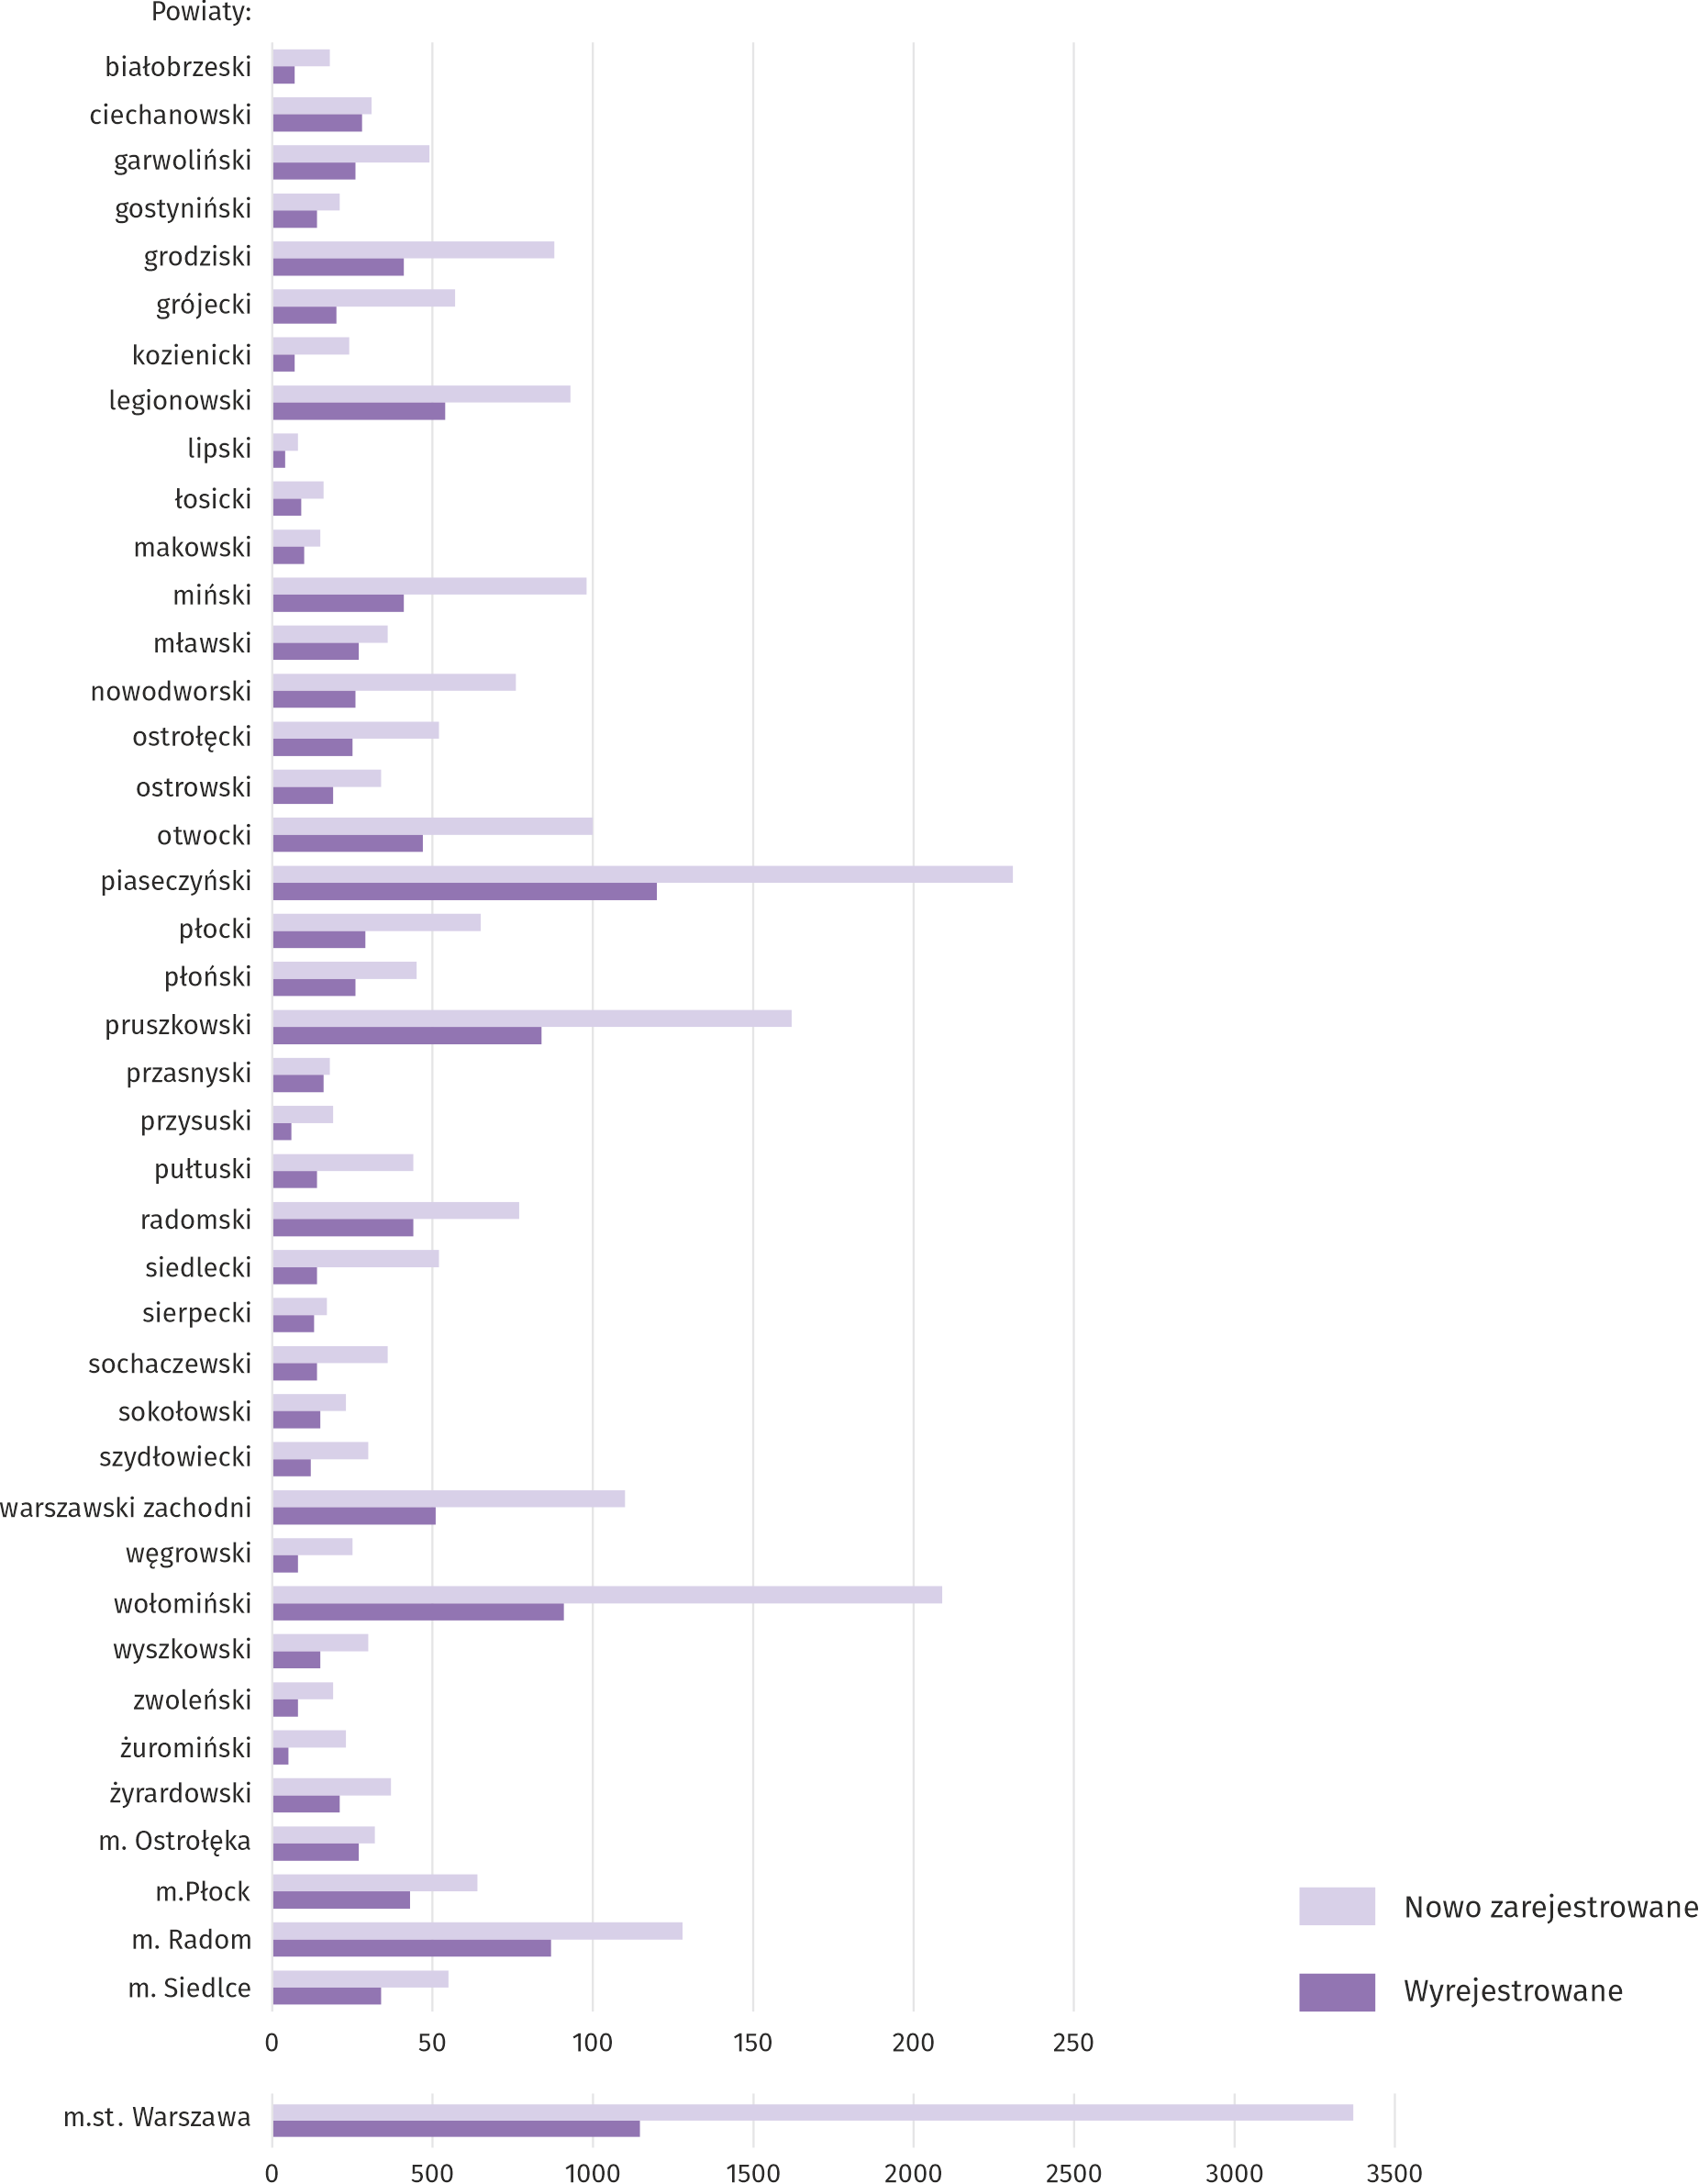 Powiaty:
białobrzeski
ciechanowski
garwoliński
gostyniński
grodziski
grójecki
kozienicki
legionowski
lipski
łosicki
makowski
miński
mławski
nowodworski
ostrołęcki
ostrowski
otwocki
piaseczyński
płocki
płoński
pruszkowski
przasnyski
przysuski
pułtuski
radomski
siedlecki
sierpecki
sochaczewski
sokołowski
szydłowiecki
warszawski zachodni
węgrowski
wołomiński
wyszkowski
zwoleński
żuromiński
żyrardowski
m. Ostrołęka
m.Płock
m. Radom
m. Siedlce
0 50 100 150 200 250
Nowo zarejestrowane
Wyrejestrowane
m.st. Warszawa
0 500 1000 1500 2000 2500 3000 3500